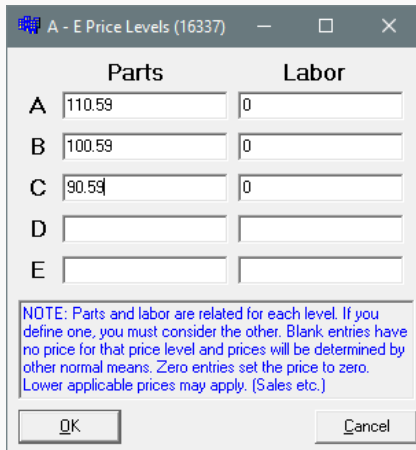 A - E Price Levels (16337)
Parts Labor
A 110.59 0
B 100.59 0
C 90.59 0
D
E
NOTE: Parts and labor are related for each level. If you
define one, you must consider the other. Blank entries have
no price for that price level and prices will be determined by
other normal means. Zero entries set the price to zero.
Lower applicable prices may apply. (Sales etc.)
OK Cancel